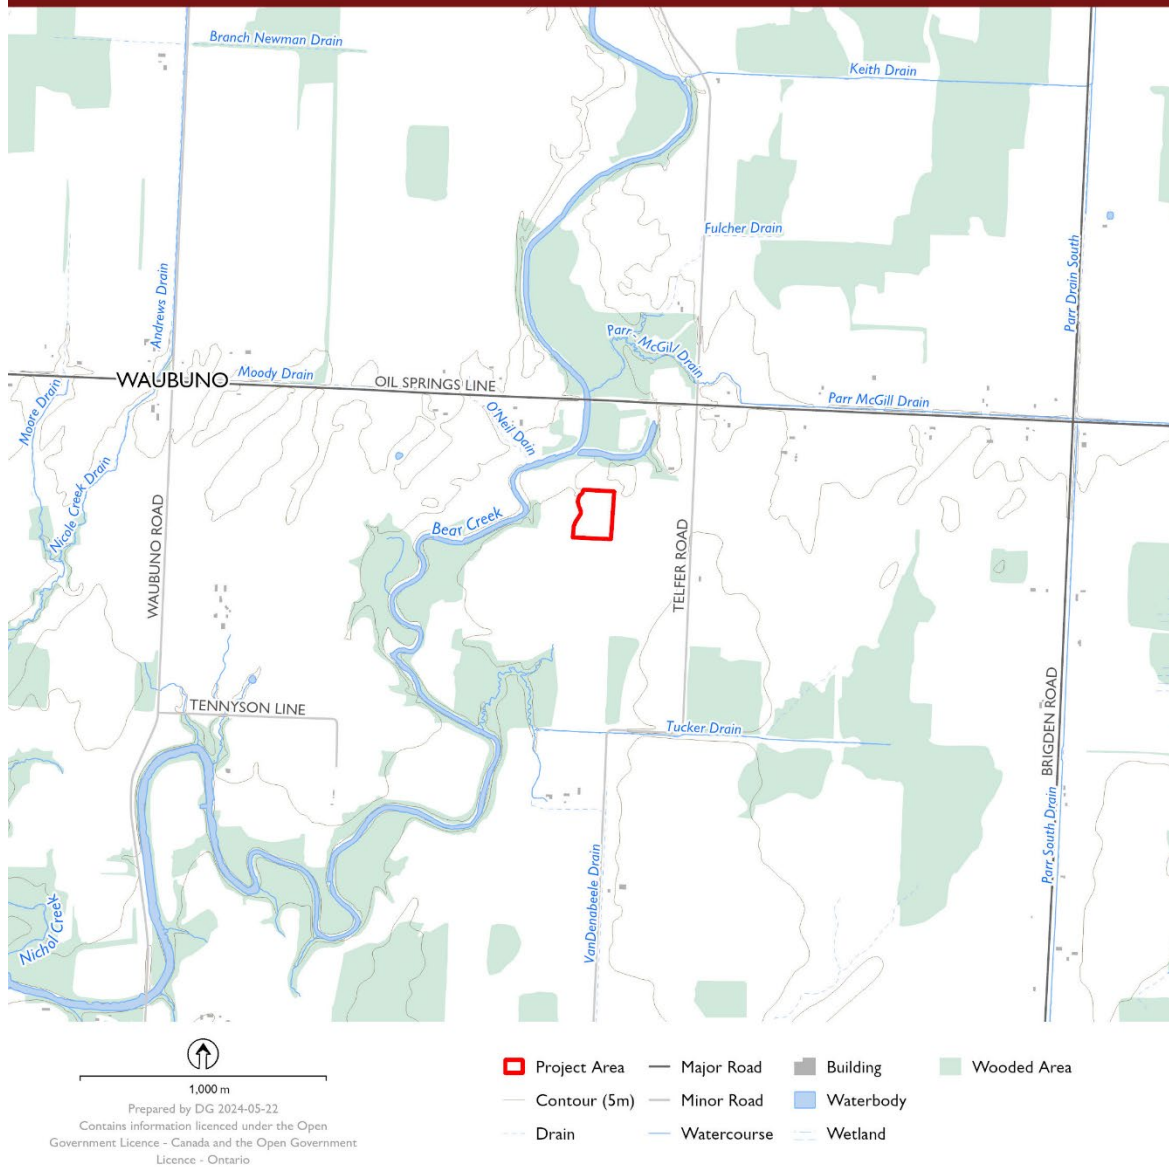 Branch Newman Drain
Keith Drain
Fulcher Drain
Parr Drain South
Andrews Drain
Parr - McGill Drain
WAUBUNO
Moody Drain
OIL SPRINGS LINE
Parr McGill Drain
Moore Drain
O'Neil Dain
Nicole Creek Drain
Bear Creek
WAUBUNO ROAD
TELFER ROAD
TENNYSON LINE
Tucker Drain
BRIGDEN ROAD
Parr South Drain
VanDenabeele Drain
Nichol Creek
1,000 m
Prepared by DG 2024-05-22
Contains information licenced under the Open
Government Licence - Canada and the Open Government
Licence - Ontario
Project Area
Major Road
Building
Wooded Area
Contour (5m)
Minor Road
Waterbody
Drain
Watercourse
Wetland